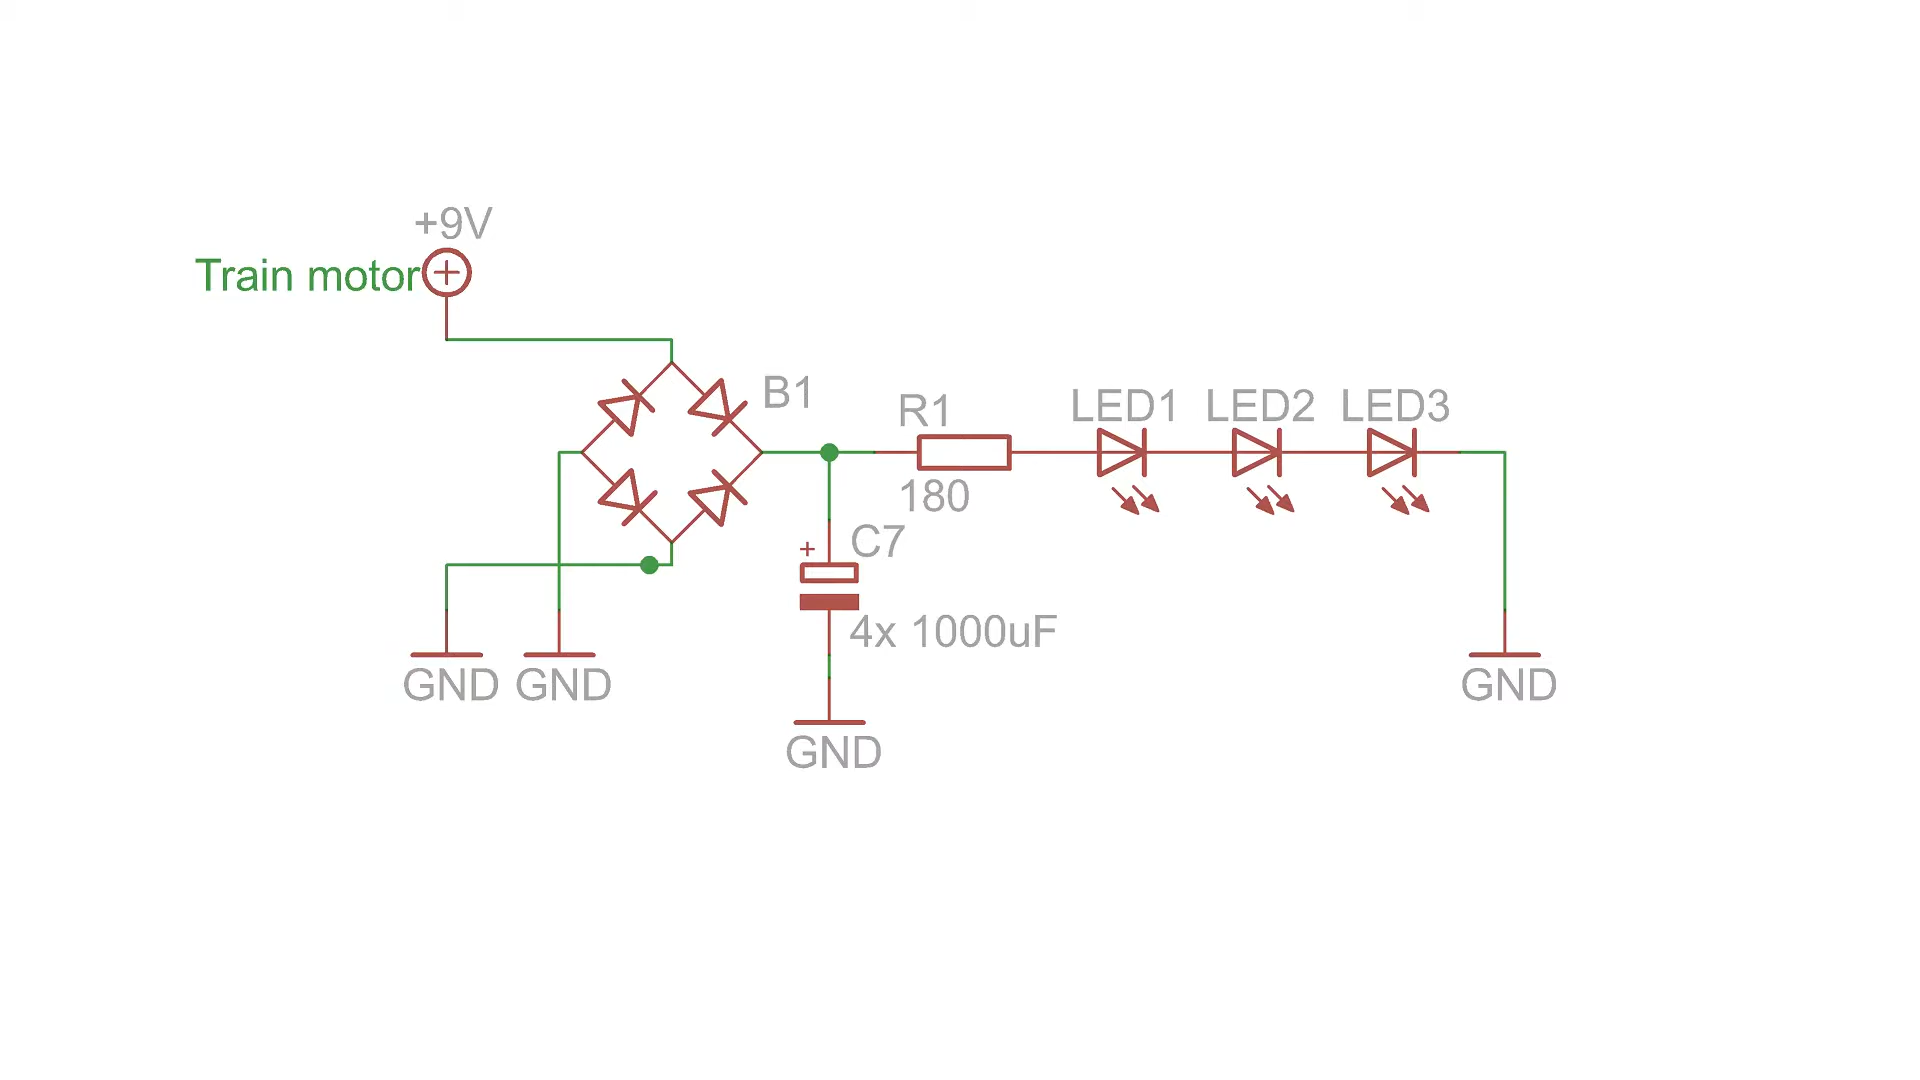 +9V
Train motor
B1
R1
180
LED1 LED2 LED3
+
C7
4x 1000uF
GND GND
GND
GND